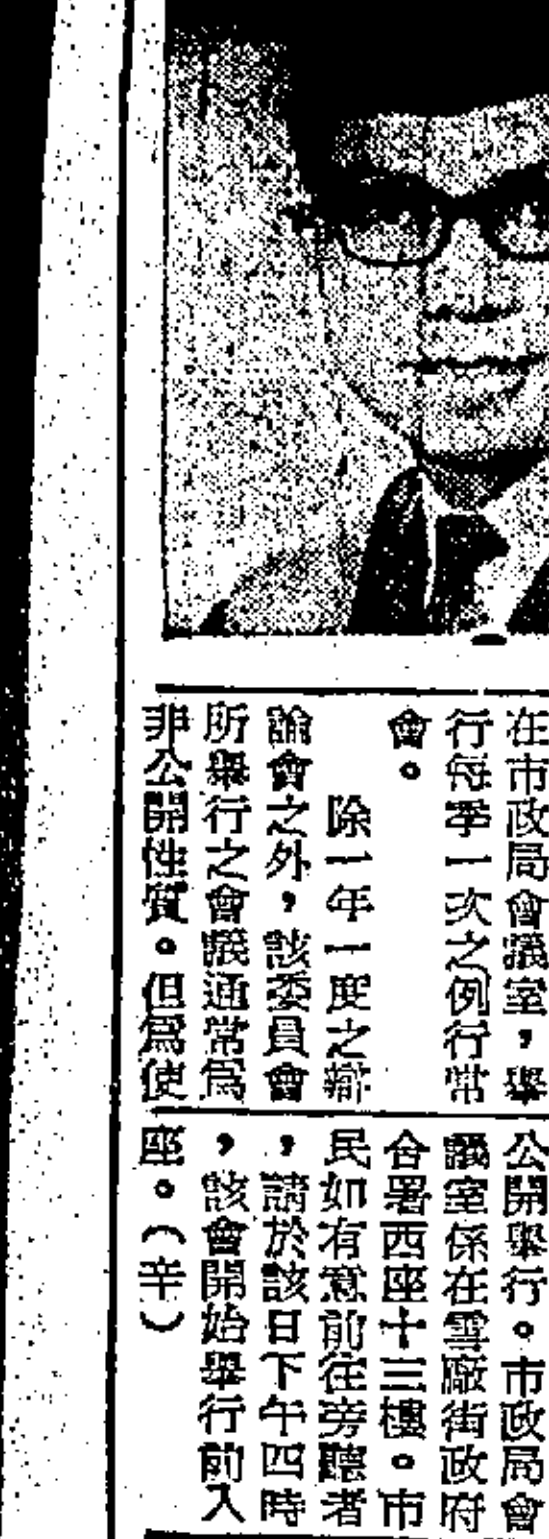 在市政局會議室，舉
行每季一次之例行常
會。
除一年一度之辯
論會之外，該委員會
所舉行之會議通常爲
非公開性質。但爲使
公開舉行。市政局會
議室係在雪廠街政府
合署西座十三樓。市
民如有意前往旁聽者
，請於該日下午四時
，該會開始舉行前入
座。（辛）